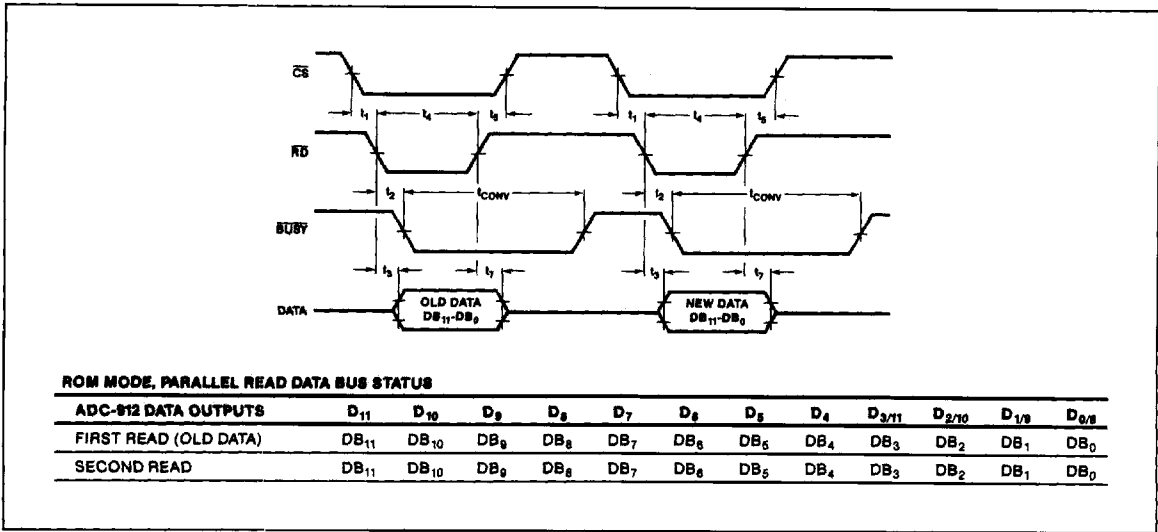 C̅S̅
t₁ t₄ t₅ t₁ t₄ t₅
R̅D̅
t₂ tCONV t₂ tCONV
B̅U̅S̅Y̅
t₃ t₇ t₃ t₇
DATA
OLD DATA
DB₁₁-DB₀
NEW DATA
DB₁₁-DB₀
ROM MODE, PARALLEL READ DATA BUS STATUS
ADC-912 DATA OUTPUTS D₁₁ D₁₀ D₉ D₈ D₇ D₆ D₅ D₄ D₃/₁₁ D₂/₁₀ D₁/₉ D₀/₈
FIRST READ (OLD DATA) DB₁₁ DB₁₀ DB₉ DB₈ DB₇ DB₆ DB₅ DB₄ DB₃ DB₂ DB₁ DB₀
SECOND READ DB₁₁ DB₁₀ DB₉ DB₈ DB₇ DB₆ DB₅ DB₄ DB₃ DB₂ DB₁ DB₀